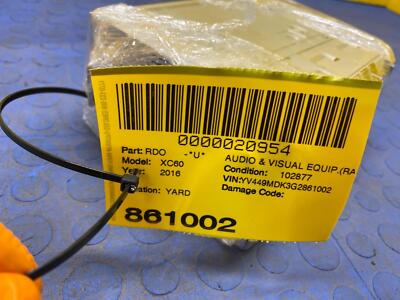 0000020954
Part: RDO -*U* AUDIO & VISUAL EQUIP.(RA
Model: XC60 Condition: 102877
Year: 2016 VIN:YV449MDK3G2861002
Damage Code:
ation: YARD
861002